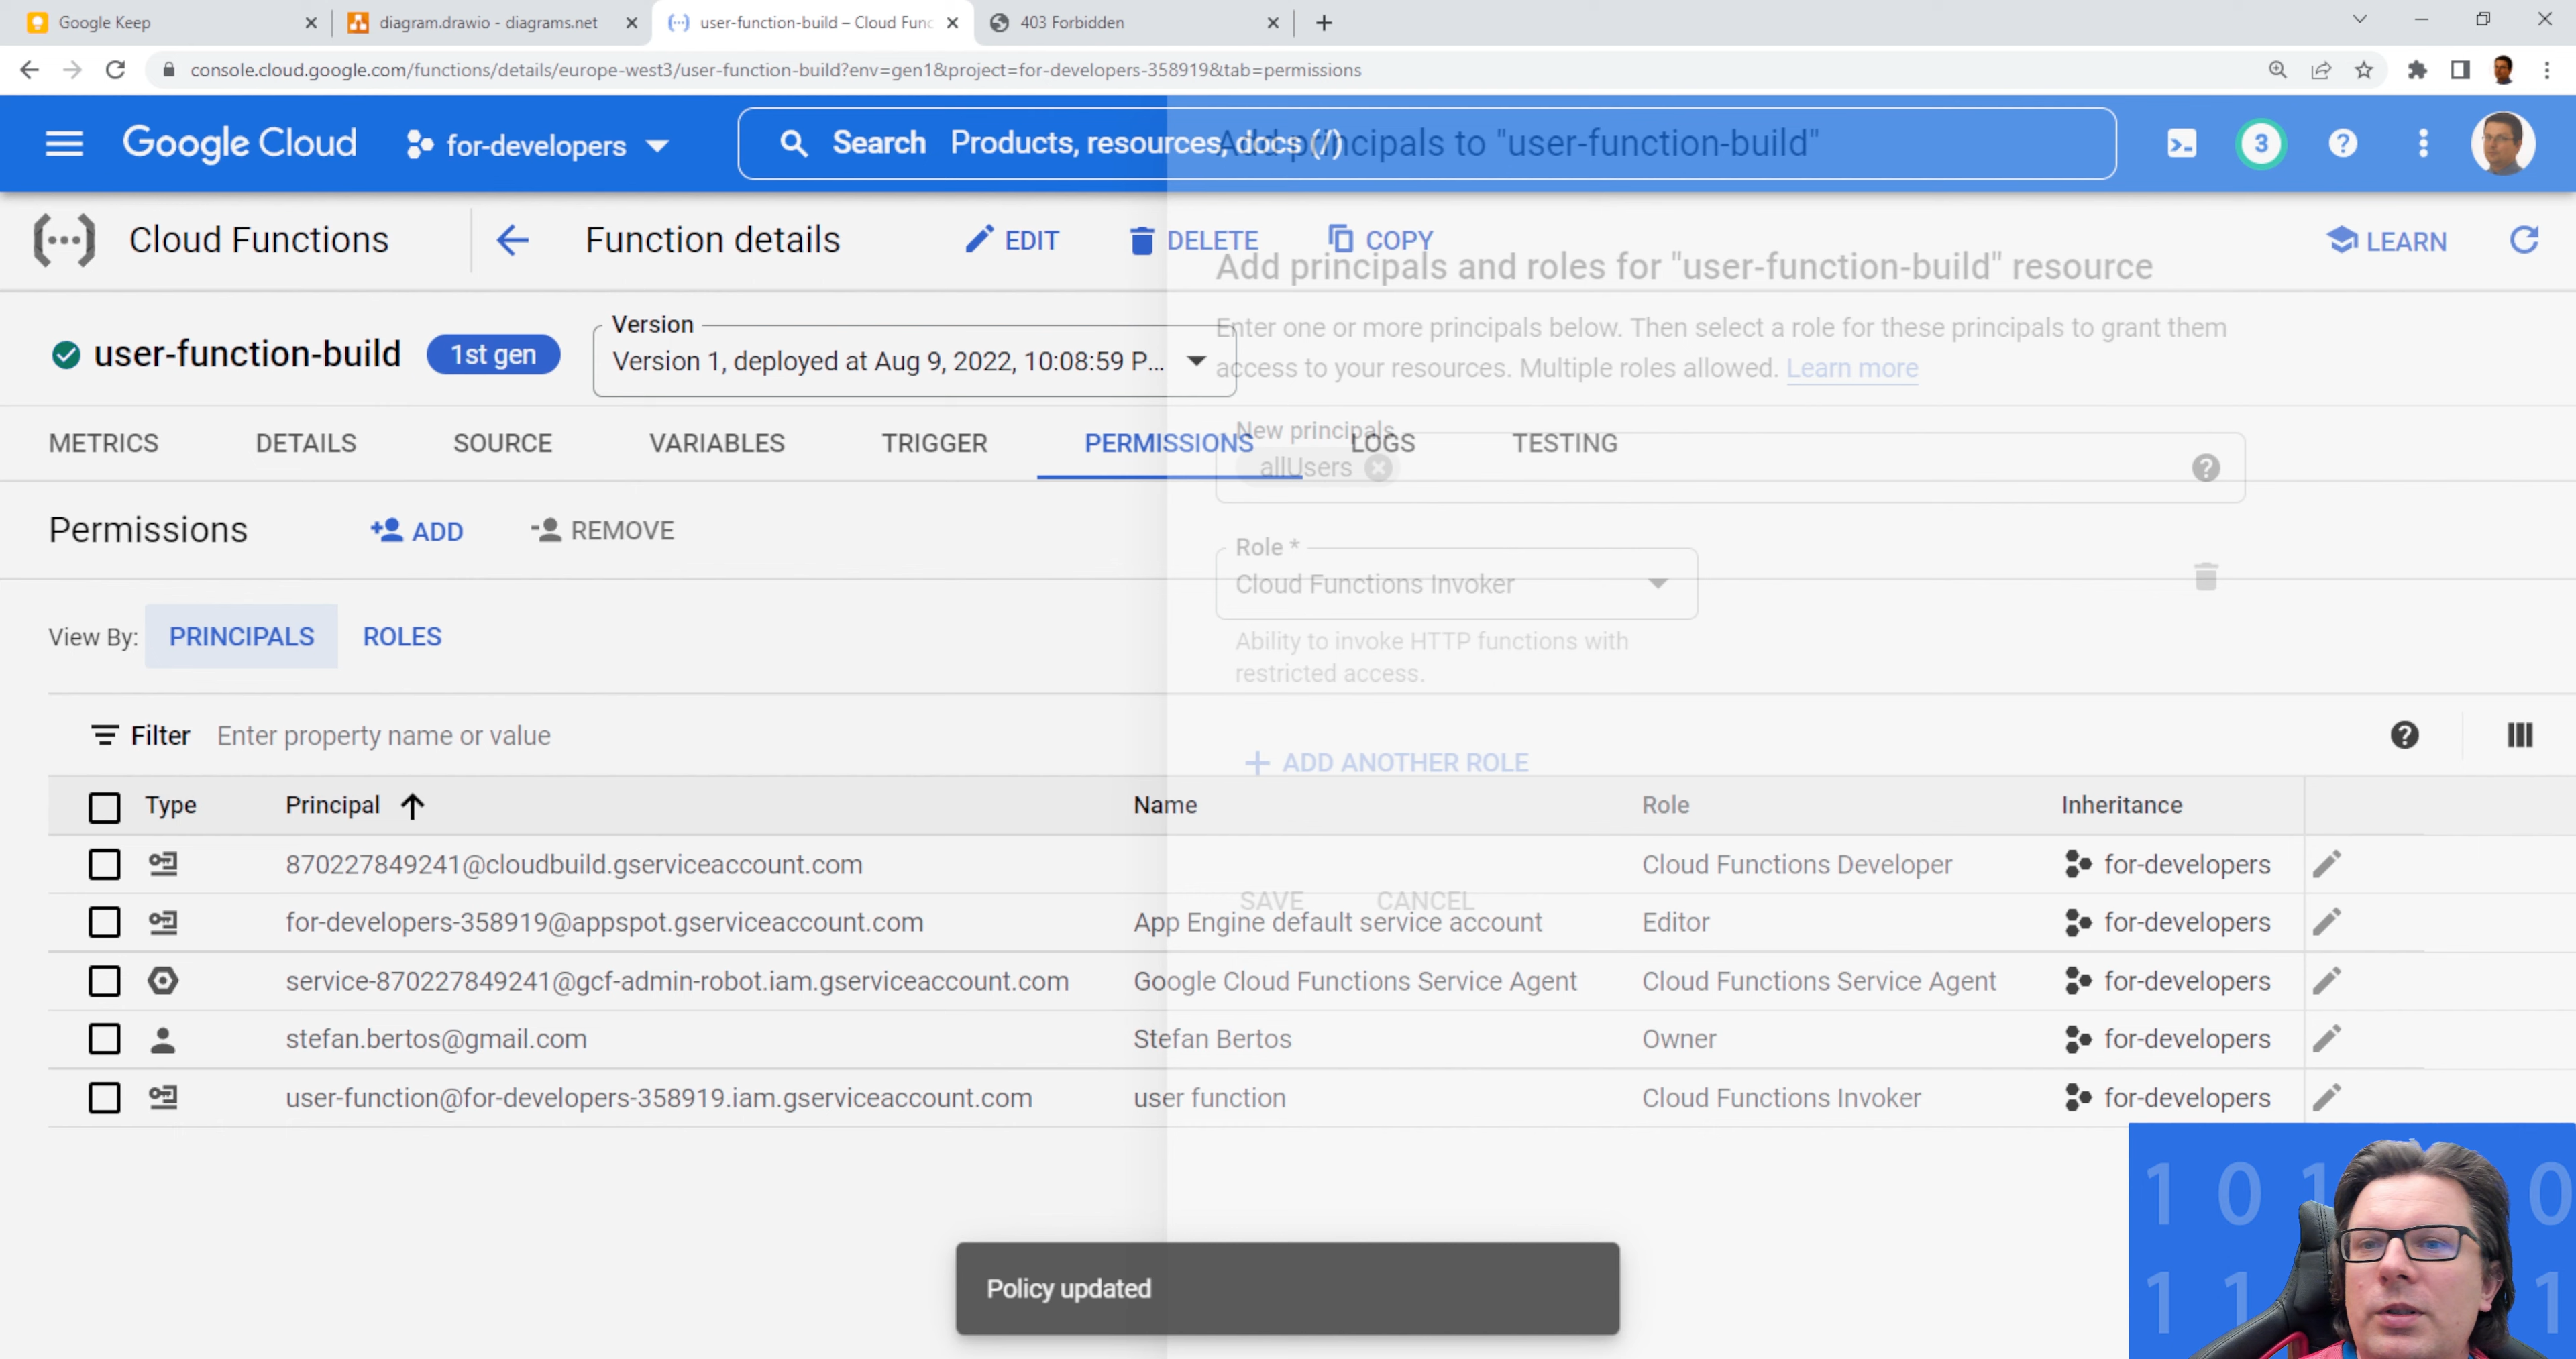 Google Keep
diagram.drawio - diagrams.net
user-function-build – Cloud Func
403 Forbidden
console.cloud.google.com/functions/details/europe-west3/user-function-build?env=gen1&project=for-developers-358919&tab=permissions
Google Cloud
for-developers
Search Products, resources, docs (/)
Add principals to "user-function-build"
3
Cloud Functions
Function details
EDIT
DELETE
COPY
LEARN
Add principals and roles for "user-function-build" resource
Enter one or more principals below. Then select a role for these principals to grant them
access to your resources. Multiple roles allowed. Learn more
user-function-build
1st gen
Version
Version 1, deployed at Aug 9, 2022, 10:08:59 P...
METRICS
DETAILS
SOURCE
VARIABLES
TRIGGER
PERMISSIONS
LOGS
TESTING
New principals
allUsers
Permissions
ADD
REMOVE
Role *
Cloud Functions Invoker
Ability to invoke HTTP functions with
restricted access.
View By:
PRINCIPALS
ROLES
Filter Enter property name or value
ADD ANOTHER ROLE
Type Principal Name Role Inheritance
870227849241@cloudbuild.gserviceaccount.com Cloud Functions Developer for-developers
SAVE CANCEL
for-developers-358919@appspot.gserviceaccount.com App Engine default service account Editor for-developers
service-870227849241@gcf-admin-robot.iam.gserviceaccount.com Google Cloud Functions Service Agent Cloud Functions Service Agent for-developers
stefan.bertos@gmail.com Stefan Bertos Owner for-developers
user-function@for-developers-358919.iam.gserviceaccount.com user function Cloud Functions Invoker for-developers
Policy updated
1 0 1 0
1 1 1